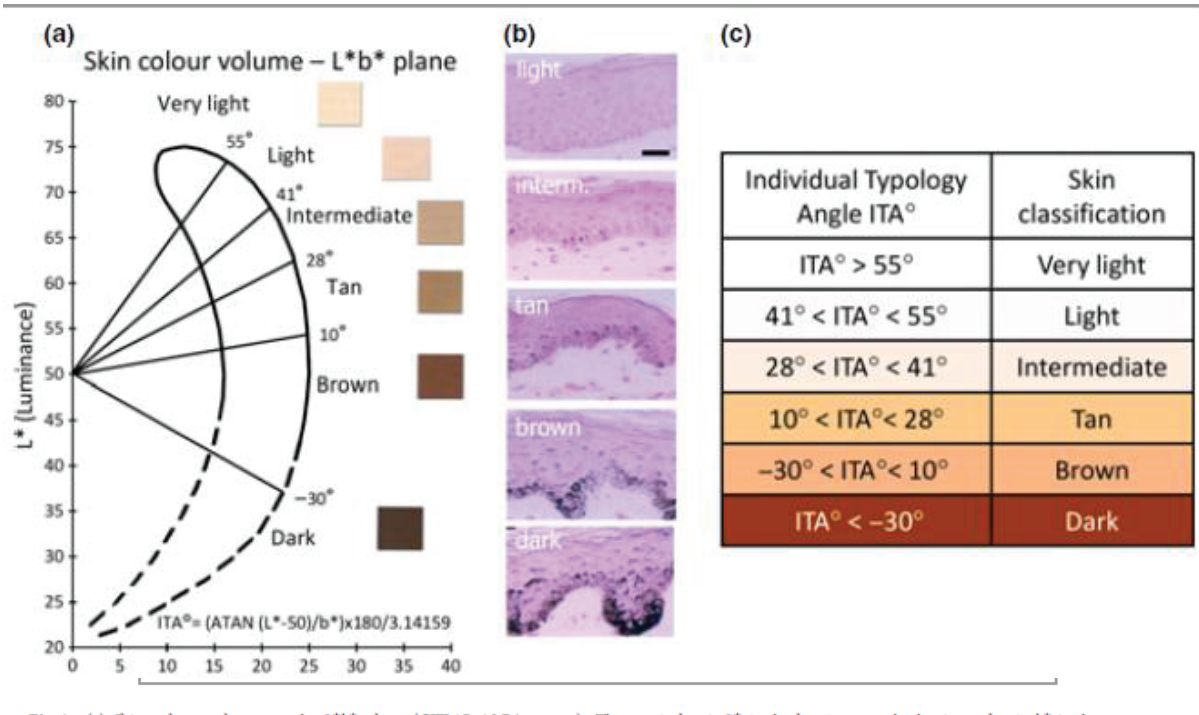 (a)
Skin colour volume – L*b* plane
Very light
55°
Light
41°
Intermediate
28°
Tan
10°
Brown
–30°
Dark
ITA°= (ATAN (L*-50)/b*)x180/3.14159
L* (Luminance)
80
75
70
65
60
55
50
45
40
35
30
25
20
0 5 10 15 20 25 30 35 40
(b)
light
interm.
tan
brown
dark
(c)
Individual Typology Skin
Angle ITA° classification
ITA° > 55° Very light
41° < ITA° < 55° Light
28° < ITA° < 41° Intermediate
10° < ITA°< 28° Tan
–30° < ITA°< 10° Brown
ITA° < –30° Dark